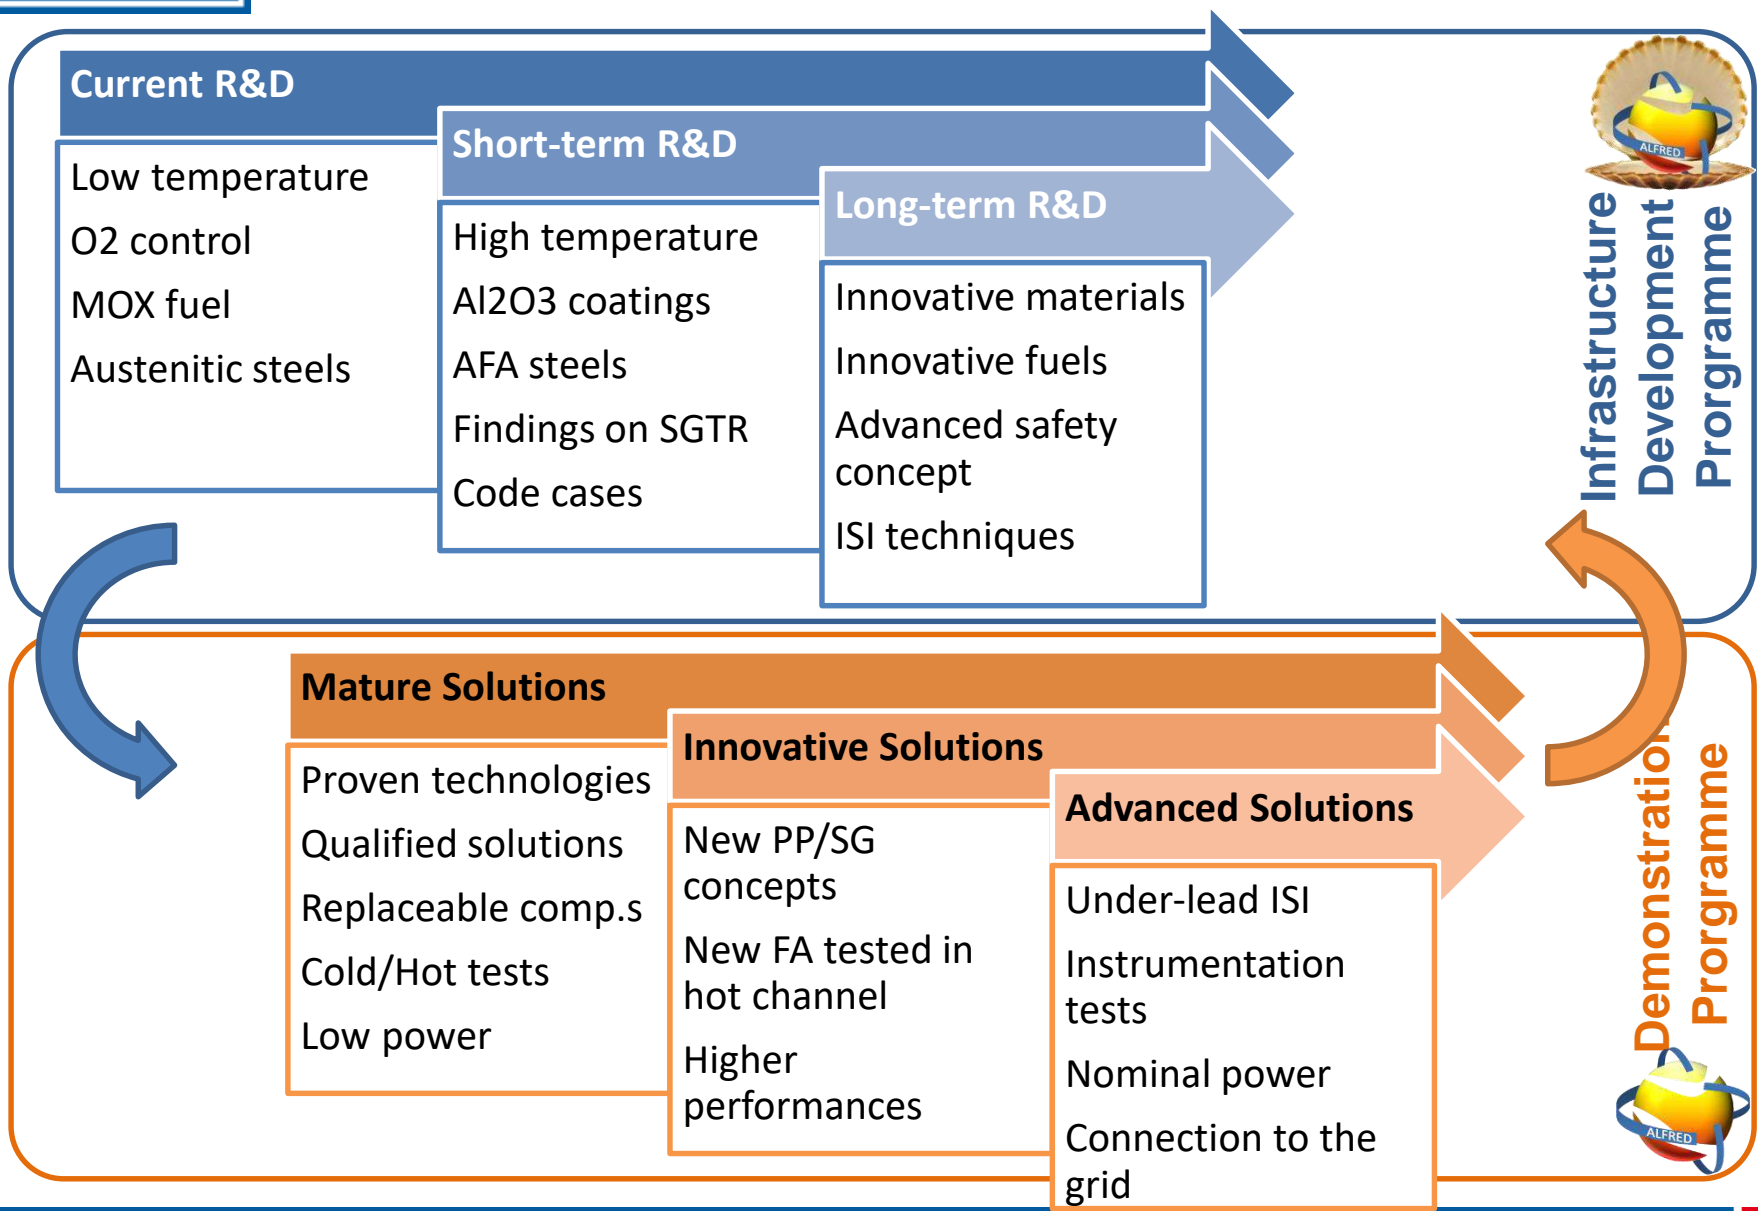 Current R&D
Low temperature
O2 control
MOX fuel
Austenitic steels
Short-term R&D
High temperature
Al2O3 coatings
AFA steels
Findings on SGTR
Code cases
Long-term R&D
Innovative materials
Innovative fuels
Advanced safety
concept
ISI techniques
ALFRED
Infrastructure
Development
Prorgramme
Mature Solutions
Proven technologies
Qualified solutions
Replaceable comp.s
Cold/Hot tests
Low power
Innovative Solutions
New PP/SG
concepts
New FA tested in
hot channel
Higher
performances
Advanced Solutions
Under-lead ISI
Instrumentation
tests
Nominal power
Connection to the
grid
Demonstration
Prorgramme
ALFRED